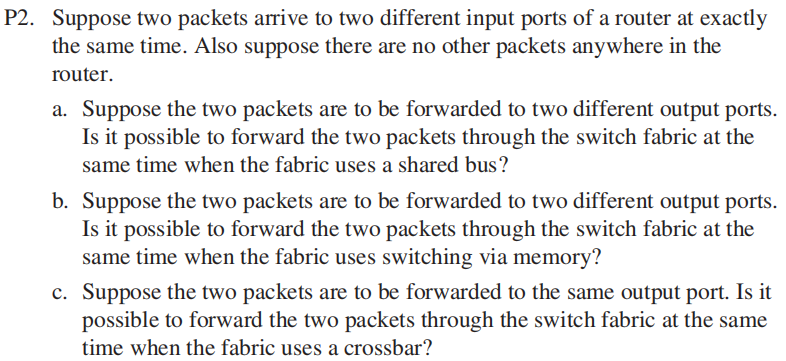 P2. Suppose two packets arrive to two different input ports of a router at exactly
the same time. Also suppose there are no other packets anywhere in the
router.
a. Suppose the two packets are to be forwarded to two different output ports.
Is it possible to forward the two packets through the switch fabric at the
same time when the fabric uses a shared bus?
b. Suppose the two packets are to be forwarded to two different output ports.
Is it possible to forward the two packets through the switch fabric at the
same time when the fabric uses switching via memory?
c. Suppose the two packets are to be forwarded to the same output port. Is it
possible to forward the two packets through the switch fabric at the same
time when the fabric uses a crossbar?